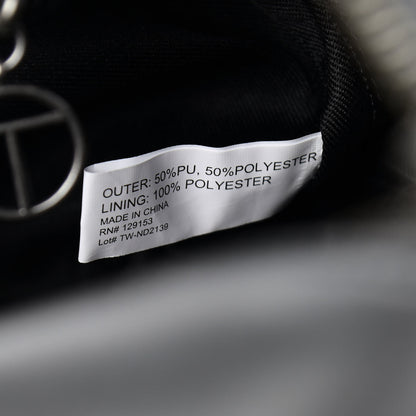 OUTER: 50%PU, 50%POLYESTER
LINING: 100% POLYESTER
MADE IN CHINA
RN# 129153
Lot# TW-ND2139